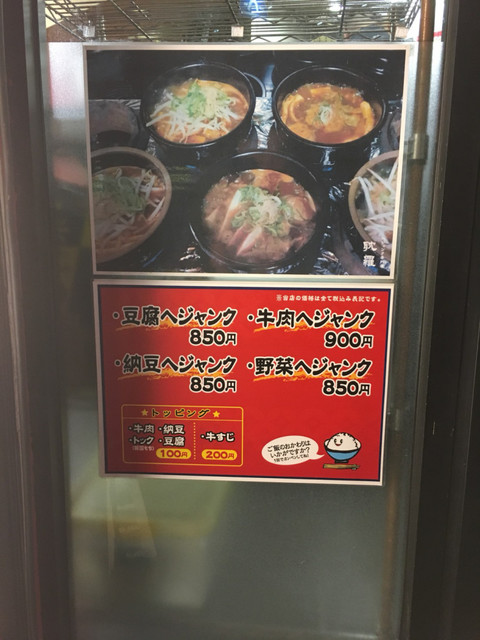 耽羅
※当店の価格は全て税込み表記です。
・豆腐ヘジャンク
850円
・牛肉ヘジャンク
900円
・納豆ヘジャンク
850円
・野菜ヘジャンク
850円
★トッピング★
・牛肉・納豆
・トック・豆腐
100円
・牛すじ
200円
ご飯のおかわりは
いかがですか?